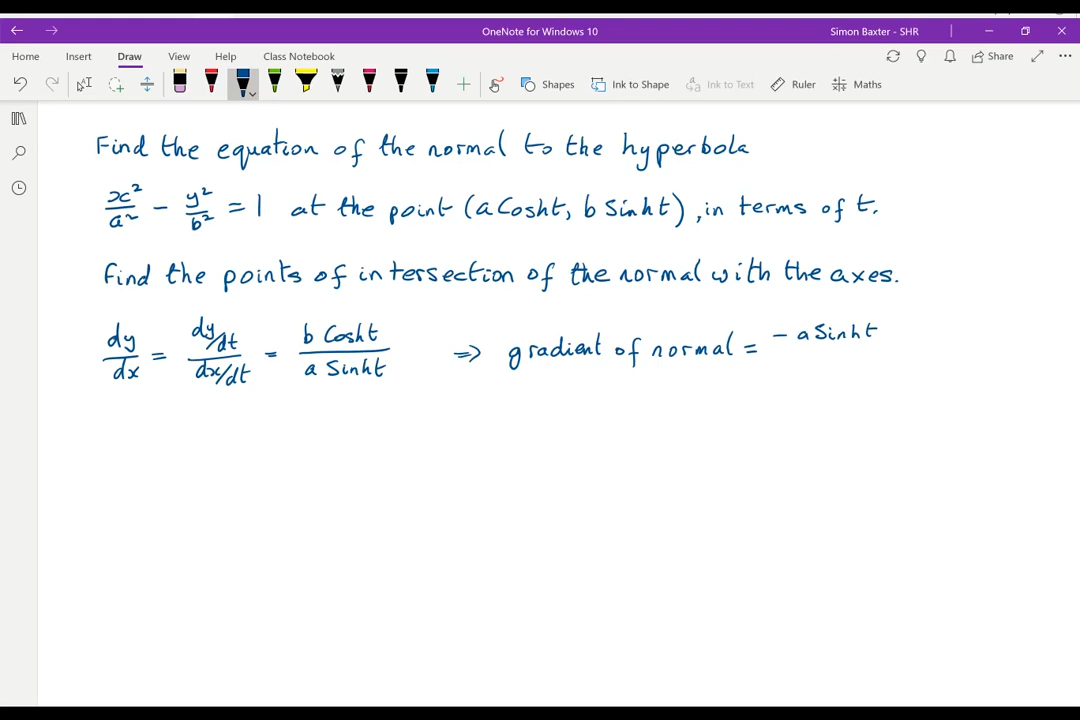 OneNote for Windows 10
Simon Baxter - SHR
Home Insert Draw View Help Class Notebook
Share
Shapes Ink to Shape Ink to Text Ruler Maths
Find the equation of the normal to the hyperbola
x²/a² - y²/b² = 1 at the point (a Cosht, b Sinht), in terms of t.
Find the points of intersection of the normal with the axes.
dy/dx = (dy/dt)/(dx/dt) = (b Cosht)/(a Sinht) ⇒ gradient of normal = - a Sinht